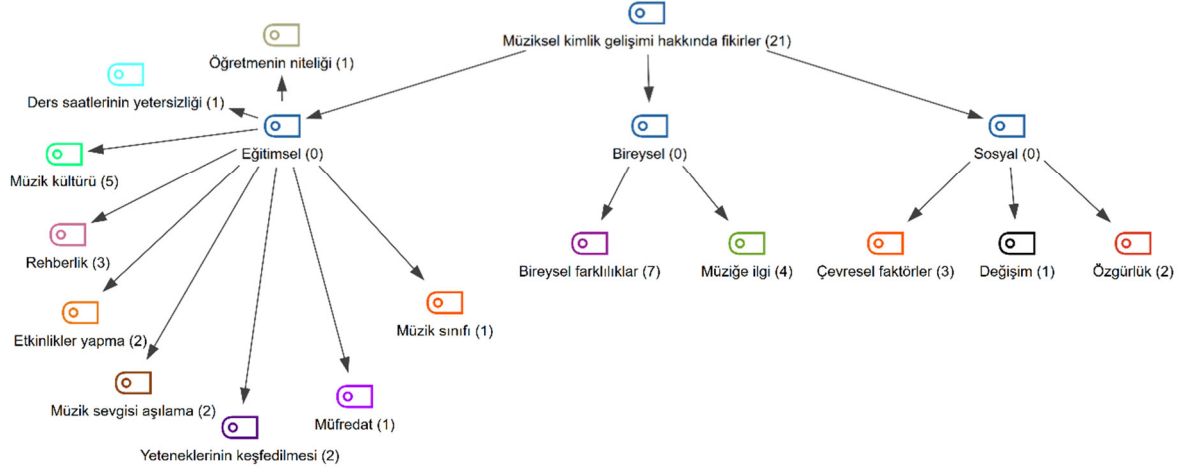 Müziksel kimlik gelişimi hakkında fikirler (21)
Öğretmenin niteliği (1)
Ders saatlerinin yetersizliği (1)
Eğitimsel (0)
Bireysel (0)
Sosyal (0)
Müzik kültürü (5)
Rehberlik (3)
Bireysel farklılıklar (7)
Müziğe ilgi (4)
Çevresel faktörler (3)
Değişim (1)
Özgürlük (2)
Etkinlikler yapma (2)
Müzik sınıfı (1)
Müzik sevgisi aşılama (2)
Müfredat (1)
Yeteneklerinin keşfedilmesi (2)